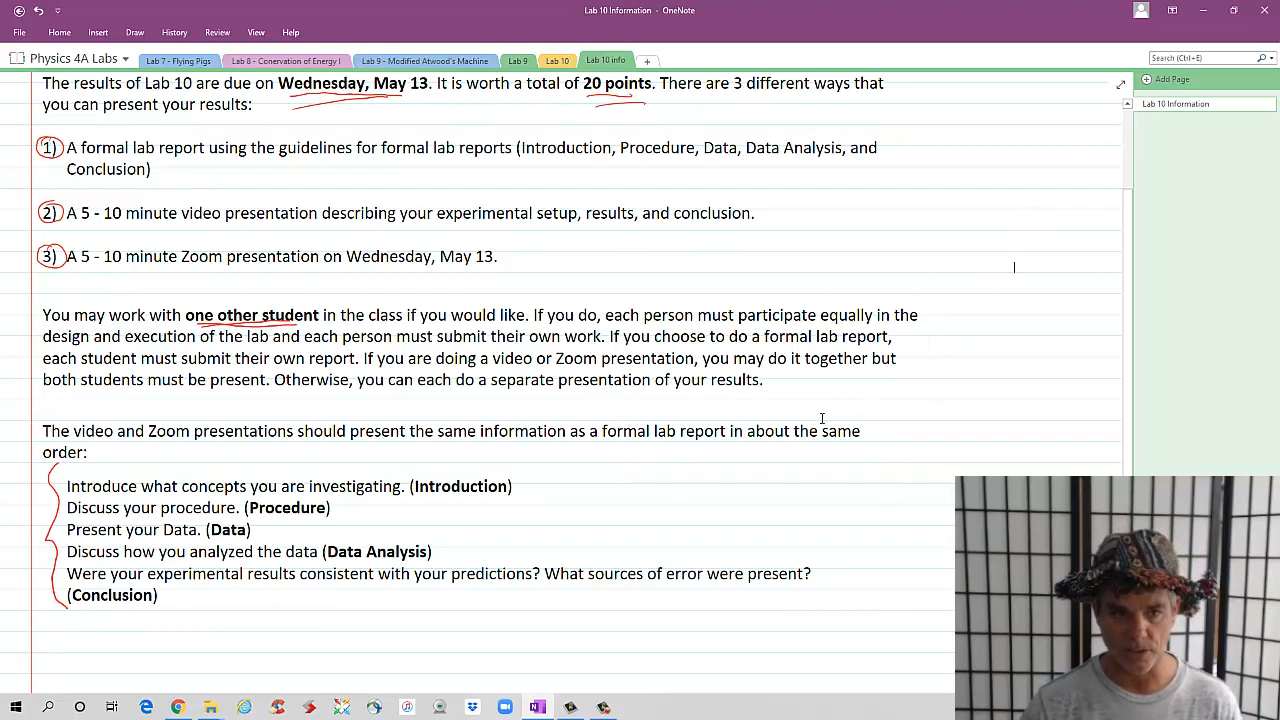 Lab 10 Information - OneNote
File Home Insert Draw History Review View Help
Physics 4A Labs Lab 7 - Flying Pigs Lab 8 - Conervation of Energy I Lab 9 - Modified Atwood's Machine Lab 9 Lab 10 Lab 10 info Search (Ctrl+E)
Add Page
Lab 10 Information
The results of Lab 10 are due on Wednesday, May 13. It is worth a total of 20 points. There are 3 different ways that
you can present your results:
1) A formal lab report using the guidelines for formal lab reports (Introduction, Procedure, Data, Data Analysis, and
Conclusion)
2) A 5 - 10 minute video presentation describing your experimental setup, results, and conclusion.
3) A 5 - 10 minute Zoom presentation on Wednesday, May 13.
You may work with one other student in the class if you would like. If you do, each person must participate equally in the
design and execution of the lab and each person must submit their own work. If you choose to do a formal lab report,
each student must submit their own report. If you are doing a video or Zoom presentation, you may do it together but
both students must be present. Otherwise, you can each do a separate presentation of your results.
The video and Zoom presentations should present the same information as a formal lab report in about the same
order:
Introduce what concepts you are investigating. (Introduction)
Discuss your procedure. (Procedure)
Present your Data. (Data)
Discuss how you analyzed the data (Data Analysis)
Were your experimental results consistent with your predictions? What sources of error were present?
(Conclusion)